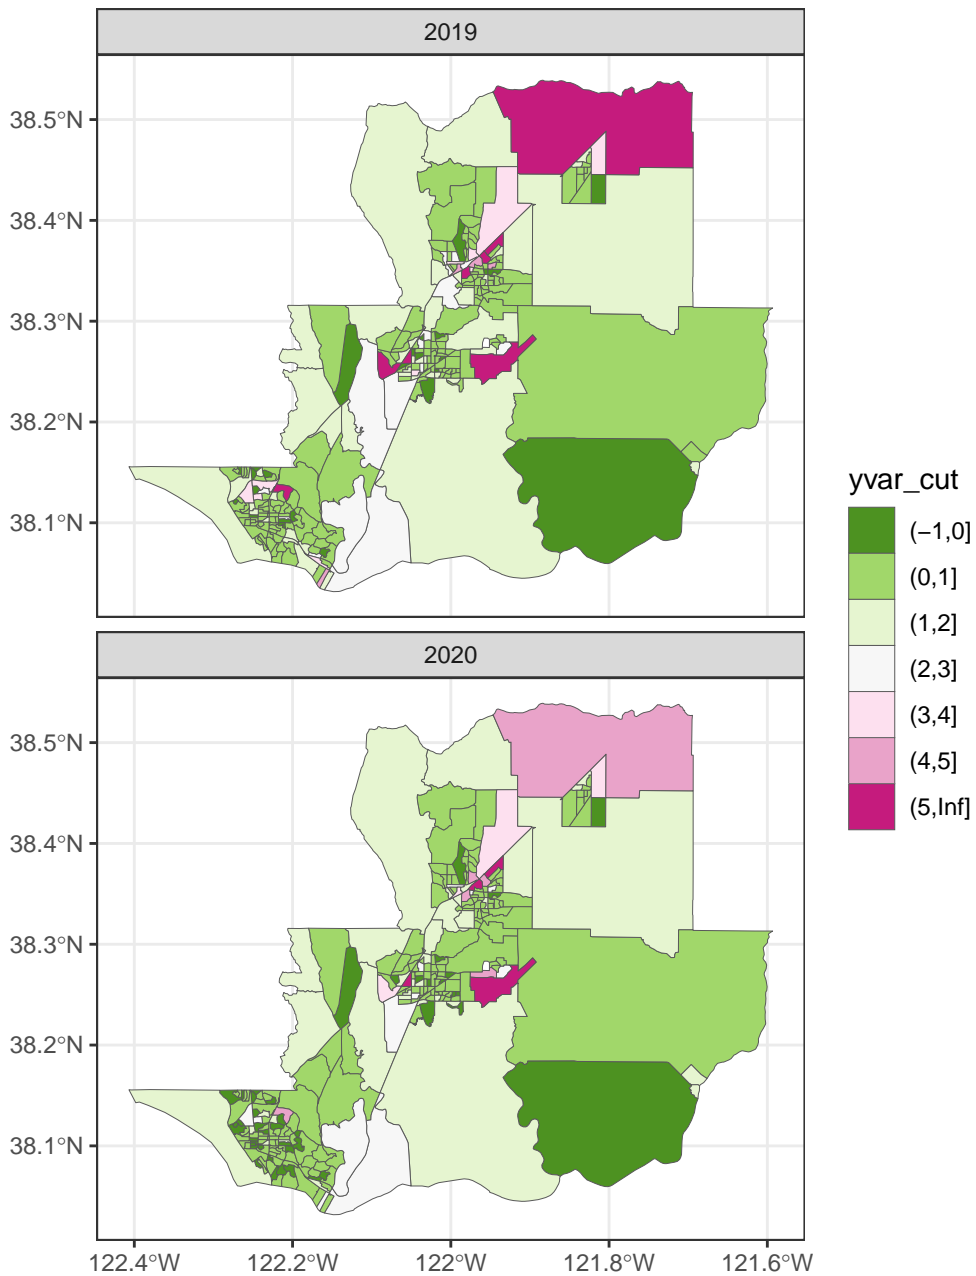 2019
38.5°N
38.4°N
38.3°N
38.2°N
38.1°N
2020
38.5°N
38.4°N
38.3°N
38.2°N
38.1°N
122.4°W 122.2°W 122°W 121.8°W 121.6°W
yvar_cut
(−1,0]
(0,1]
(1,2]
(2,3]
(3,4]
(4,5]
(5,Inf]